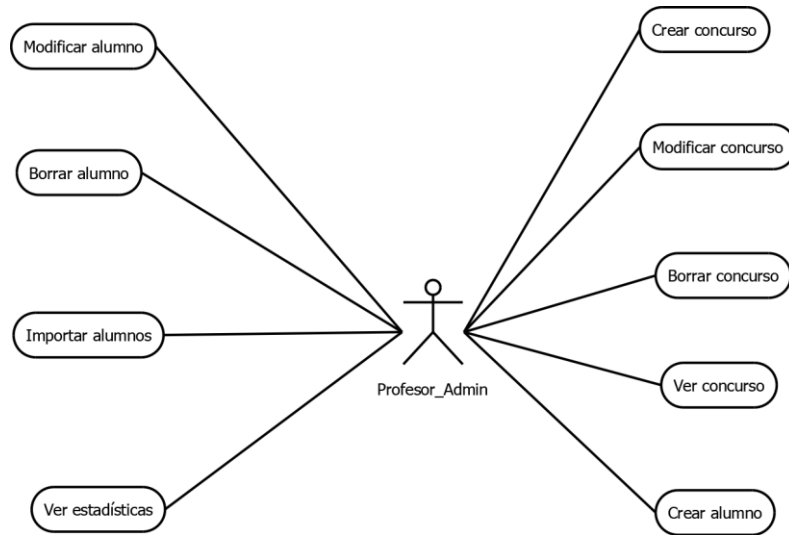 Modificar alumno
Borrar alumno
Importar alumnos
Ver estadísticas
Profesor_Admin
Crear concurso
Modificar concurso
Borrar concurso
Ver concurso
Crear alumno